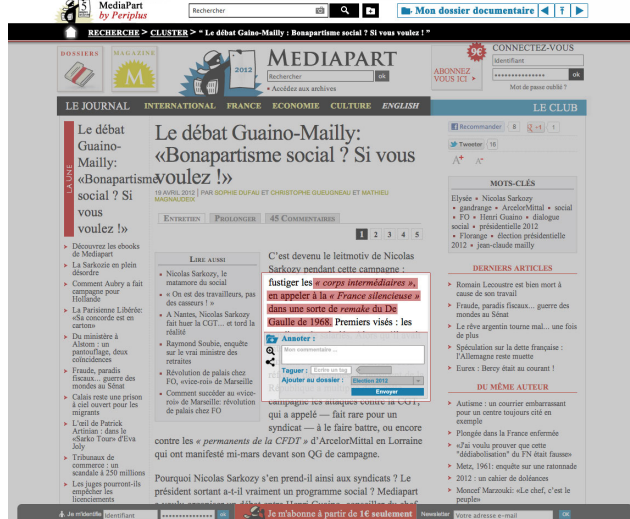 MediaPart
by Periplus
Rechercher
Mon dossier documentaire
RECHERCHE > CLUSTER > " Le débat Gaino-Mailly : Bonapartisme social ? Si vous voulez ! "
DOSSIERS
MAGAZINE
M
2012
MEDIAPART
Rechercher
ok
• Accédez aux archives
9€
ABONNEZ
VOUS ICI >
CONNECTEZ-VOUS
Identifiant
ok
Mot de passe oublié ?
LE JOURNAL
INTERNATIONAL FRANCE ECONOMIE CULTURE ENGLISH
LE CLUB
LA UNE
Le débat
Guaino-
Mailly:
«Bonapartisme
social ? Si
vous
voulez !»
Découvrez les ebooks
de Mediapart
La Sarkozie en plein
désordre
Comment Aubry a fait
campagne pour
Hollande
La Parisienne Libérée:
«Sa concorde est en
carton»
Du ministère à
Alstom : un
pantouflage, deux
coïncidences
Fraude, paradis
fiscaux... guerre des
mondes au Sénat
Calais reste une prison
à ciel ouvert pour les
migrants
L'œil de Patrick
Artinian : dans le
«Sarko Tour» d'Eva
Joly
Tribunaux de
commerce : un
scandale à 250 millions
Les juges pourront-ils
empêcher les
licenciements
Le débat Guaino-Mailly:
«Bonapartisme social ? Si vous
voulez !»
19 AVRIL 2012 | PAR SOPHIE DUFAU ET CHRISTOPHE GUEUGNEAU ET MATHIEU
MAGNAUDEIX
ENTRETIEN PROLONGER 45 COMMENTAIRES
1 2 3 4 5
LIRE AUSSI
• Nicolas Sarkozy, le
matamore du social
• « On est des travailleurs, pas
des casseurs ! »
• A Nantes, Nicolas Sarkozy
fait huer la CGT... et tord la
réalité
• Raymond Soubie, enquête
sur le vrai ministre des
retraites
• Révolution de palais chez
FO, «vice-roi» de Marseille
• Comment succéder au «vice-
roi» de Marseille: révolution
de palais chez FO
C'est devenu le leitmotiv de Nicolas
Sarkozy pendant cette campagne :
fustiger les « corps intermédiaires »,
en appeler à la « France silencieuse »
dans une sorte de remake du De
Gaulle de 1968. Premiers visés : les
Annoter :
Mon commentaire ...
Taguer : Ecrire un tag
Ajouter au dossier : Election 2012
Envoyer
campagne les attaques contre la CGT,
qui a appelé — fait rare pour un
syndicat — à le faire battre, ou encore
contre les « permanents de la CFDT » d'ArcelorMittal en Lorraine
qui ont manifesté mi-mars devant son QG de campagne.
Pourquoi Nicolas Sarkozy s'en prend-il ainsi aux syndicats ? Le
président sortant a-t-il vraiment un programme social ? Mediapart
Recommander 8
+1 1
Tweeter 16
A+ A-
MOTS-CLÉS
Elysée • Nicolas Sarkozy
• gandrange • ArcelorMittal • social
• FO • Henri Guaino • dialogue
social • présidentielle 2012
• Florange • élection présidentielle
2012 • jean-claude mailly
DERNIERS ARTICLES
Romain Lecoustre est bien mort à
cause de son travail
Fraude, paradis fiscaux... guerre des
mondes au Sénat
Le rêve argentin tourne mal... une fois
de plus
Spéculation sur la dette française :
l'Allemagne reste muette
Eurex : Bercy était au courant !
DU MÊME AUTEUR
Autisme : un courrier embarrassant
pour un centre toujours cité en
exemple
Plongée dans la France enfermée
«J'ai voulu prouver que cette
"dédiabolisation" du FN était fausse»
Metz, 1961: enquête sur une ratonnade
2012 : un cahier de doléances
Moncef Marzouki: «Le chef, c'est le
peuple»
Je m'identifie
Identifiant
ok
Je m'abonne à partir de 1€ seulement
Newsletter
Votre adresse e-mail
OK